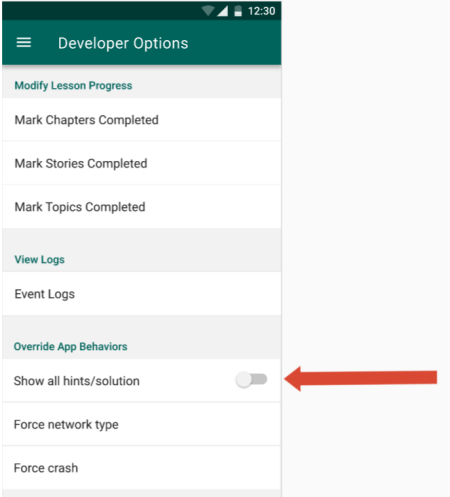 12:30
Developer Options
Modify Lesson Progress
Mark Chapters Completed
Mark Stories Completed
Mark Topics Completed
View Logs
Event Logs
Override App Behaviors
Show all hints/solution
Force network type
Force crash